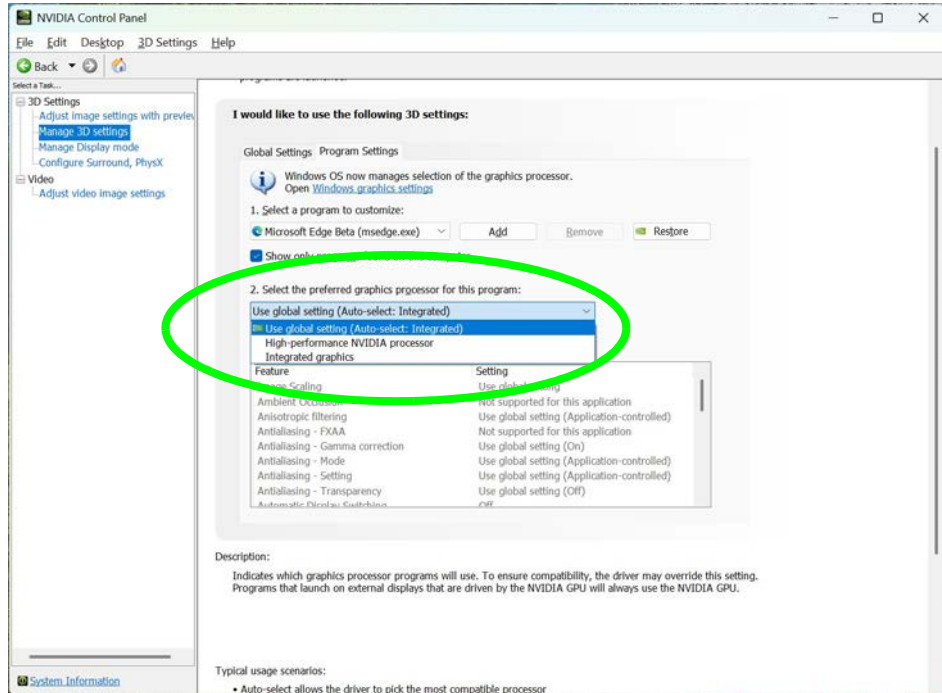 NVIDIA Control Panel
File Edit Desktop 3D Settings Help
Back
Select a Task...
3D Settings
Adjust image settings with preview
Manage 3D settings
Manage Display mode
Configure Surround, PhysX
Video
Adjust video image settings
System Information
I would like to use the following 3D settings:
Global Settings Program Settings
Windows OS now manages selection of the graphics processor.
Open Windows graphics settings
1. Select a program to customize:
Microsoft Edge Beta (msedge.exe) Add Remove Restore
Show only
2. Select the preferred graphics processor for this program:
Use global setting (Auto-select: Integrated)
Use global setting (Auto-select: Integrated)
High-performance NVIDIA processor
Integrated graphics
Feature Setting
Image Scaling Use global setting
Ambient Occlusion Not supported for this application
Anisotropic filtering Use global setting (Application-controlled)
Antialiasing - FXAA Not supported for this application
Antialiasing - Gamma correction Use global setting (On)
Antialiasing - Mode Use global setting (Application-controlled)
Antialiasing - Setting Use global setting (Application-controlled)
Antialiasing - Transparency Use global setting (Off)
Automatic Display Switching Off
Description:
Indicates which graphics processor programs will use. To ensure compatibility, the driver may override this setting.
Programs that launch on external displays that are driven by the NVIDIA GPU will always use the NVIDIA GPU.
Typical usage scenarios:
• Auto-select allows the driver to pick the most compatible processor